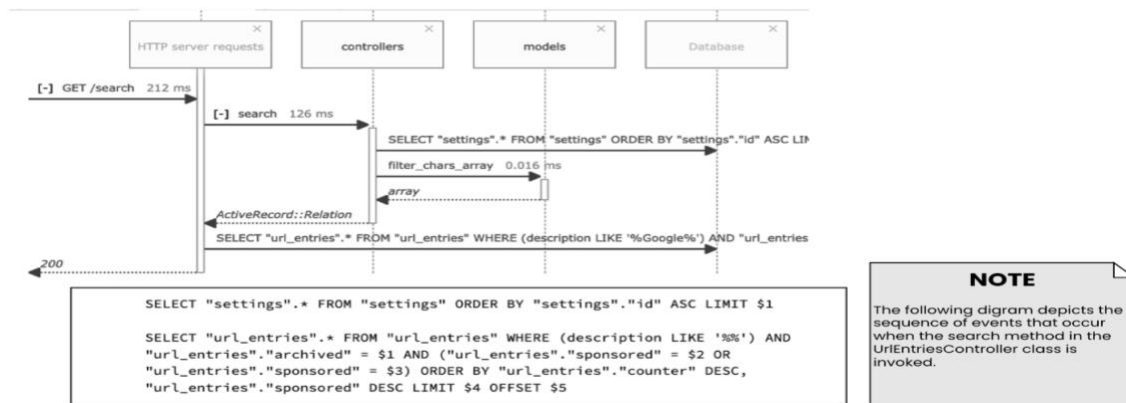 HTTP server requests
controllers
models
Database
[-] GET /search 212 ms
[-] search 126 ms
SELECT "settings".* FROM "settings" ORDER BY "settings"."id" ASC LIM
filter_chars_array 0.016 ms
array
ActiveRecord::Relation
SELECT "url_entries".* FROM "url_entries" WHERE (description LIKE '%Google%') AND "url_entries
200
SELECT "settings".* FROM "settings" ORDER BY "settings"."id" ASC LIMIT $1
SELECT "url_entries".* FROM "url_entries" WHERE (description LIKE '%%') AND
"url_entries"."archived" = $1 AND ("url_entries"."sponsored" = $2 OR
"url_entries"."sponsored" = $3) ORDER BY "url_entries"."counter" DESC,
"url_entries"."sponsored" DESC LIMIT $4 OFFSET $5
NOTE
The following digram depicts the
sequence of events that occur
when the search method in the
UrlEntriesController class is
invoked.